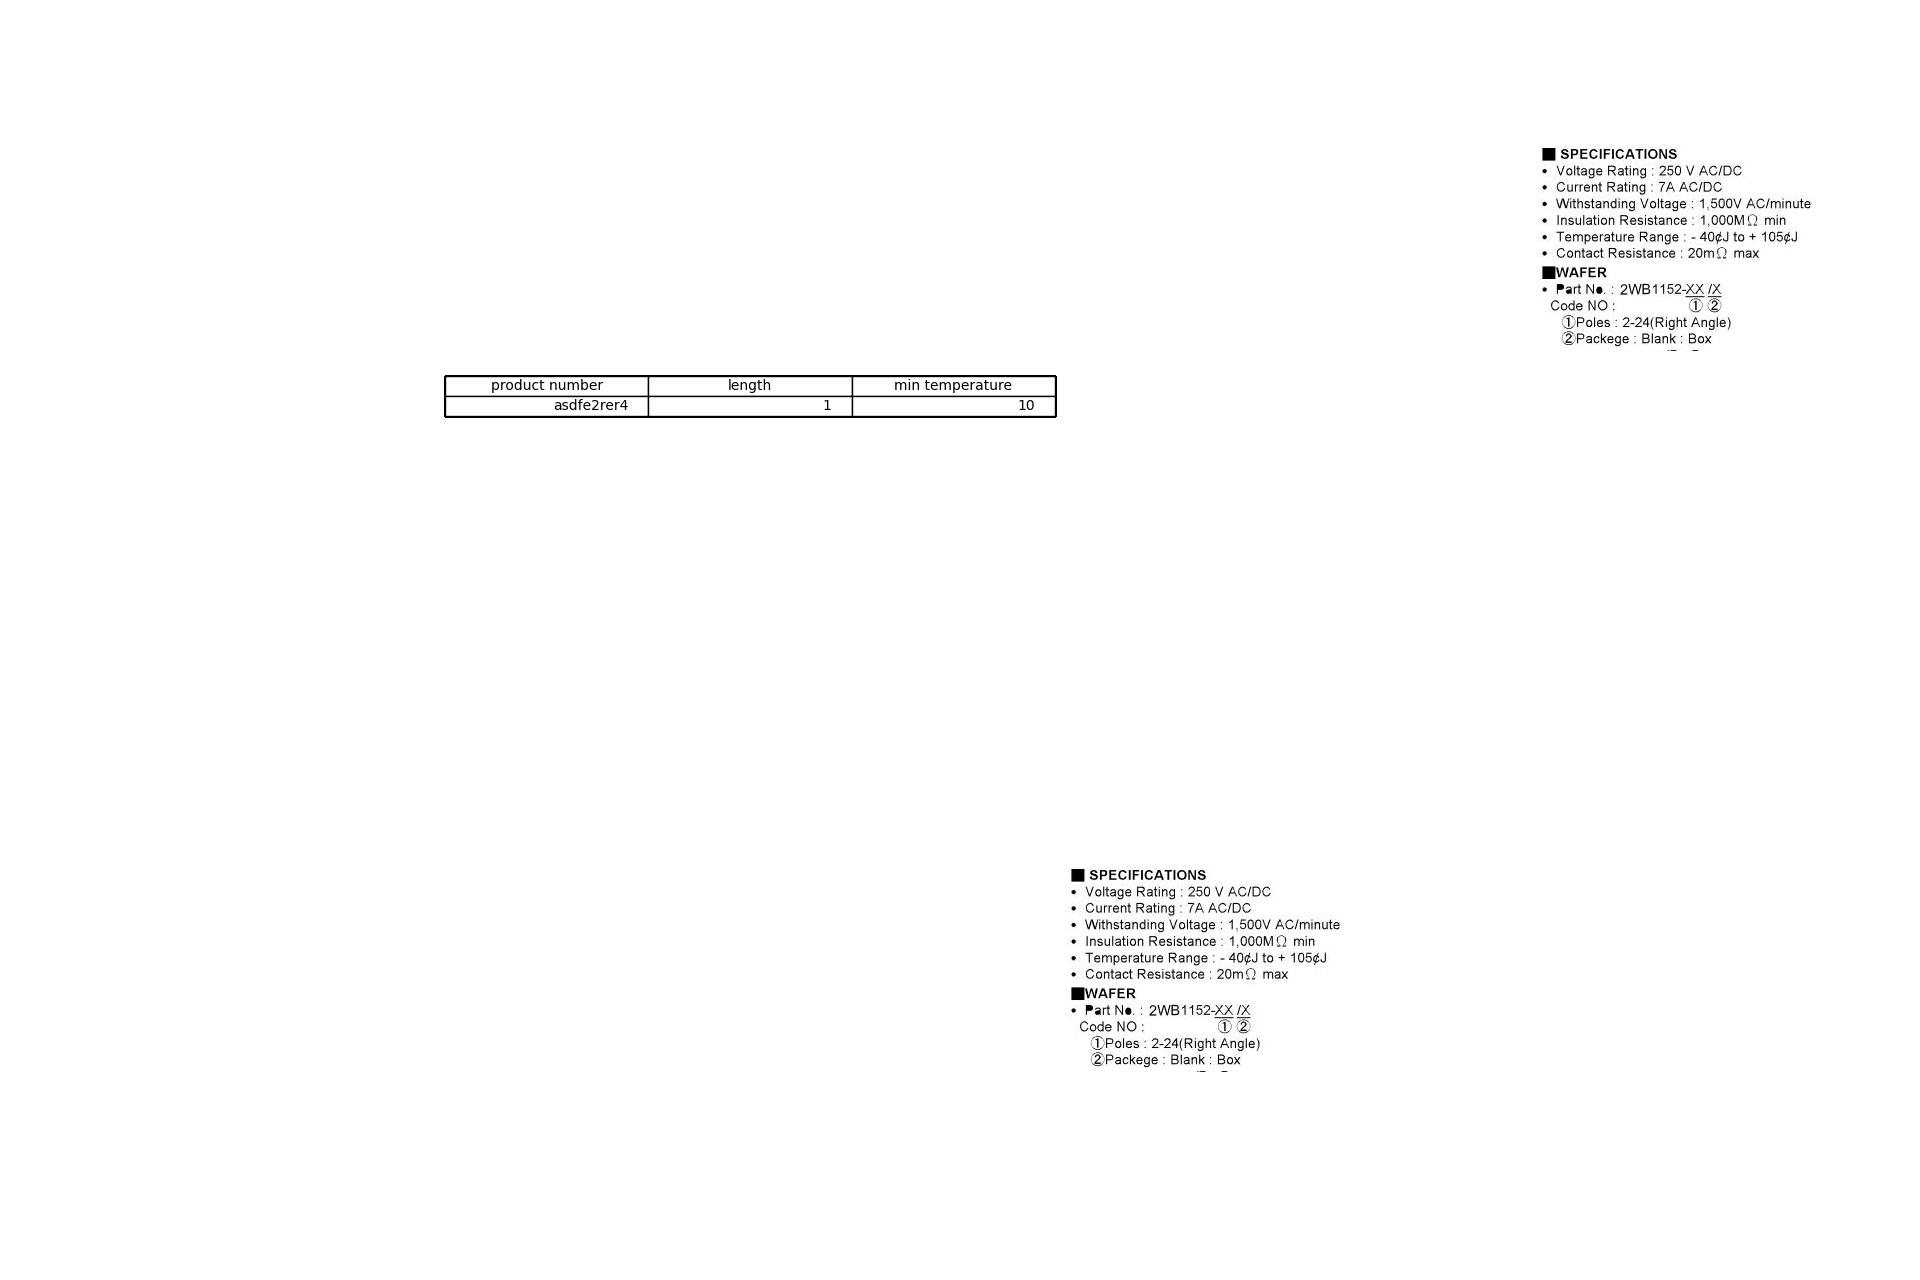 ■ SPECIFICATIONS
• Voltage Rating : 250 V AC/DC
• Current Rating : 7A AC/DC
• Withstanding Voltage : 1,500V AC/minute
• Insulation Resistance : 1,000MΩ min
• Temperature Range : - 40¢J to + 105¢J
• Contact Resistance : 20mΩ max
■WAFER
• Part No. : 2WB1152-XX /X
Code NO : ① ②
①Poles : 2-24(Right Angle)
②Packege : Blank : Box
product number length min temperature
asdfe2rer4 1 10
■ SPECIFICATIONS
• Voltage Rating : 250 V AC/DC
• Current Rating : 7A AC/DC
• Withstanding Voltage : 1,500V AC/minute
• Insulation Resistance : 1,000MΩ min
• Temperature Range : - 40¢J to + 105¢J
• Contact Resistance : 20mΩ max
■WAFER
• Part No. : 2WB1152-XX /X
Code NO : ① ②
①Poles : 2-24(Right Angle)
②Packege : Blank : Box